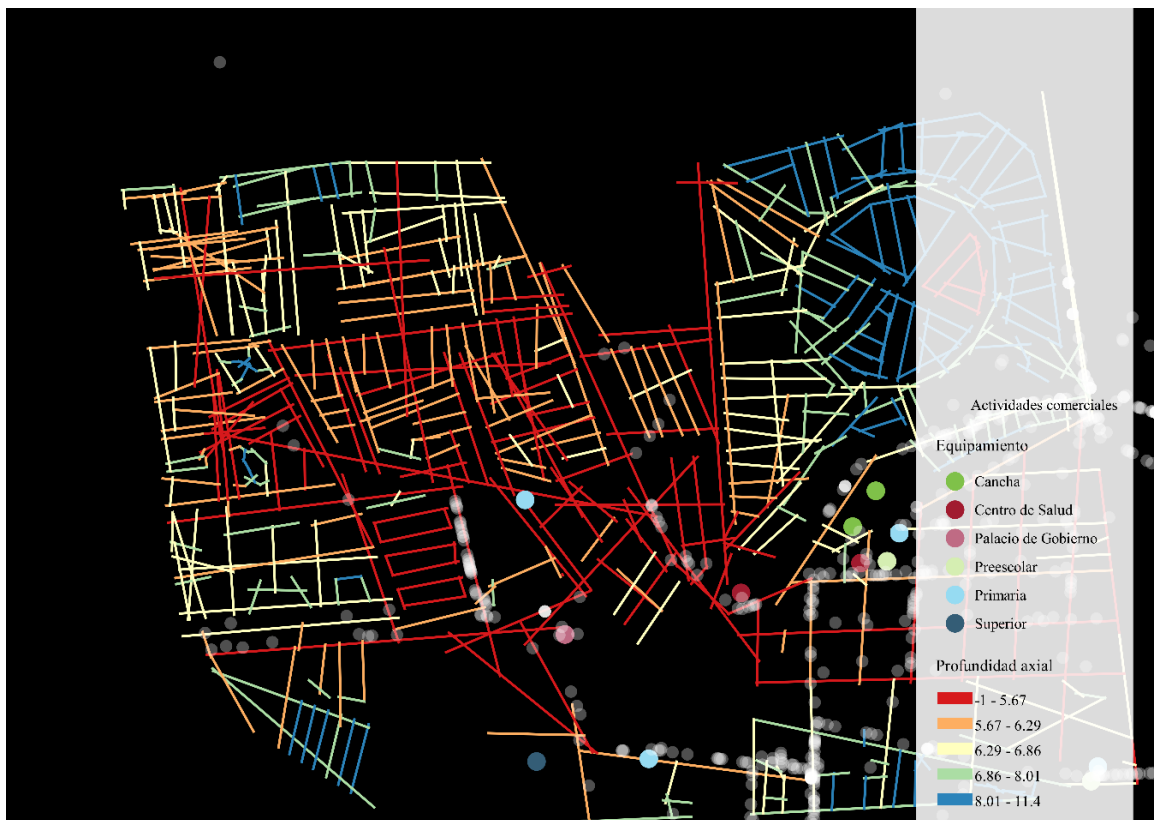 Actividades comerciales
Equipamiento
Cancha
Centro de Salud
Palacio de Gobierno
Preescolar
Primaria
Superior
Profundidad axial
-1 - 5.67
5.67 - 6.29
6.29 - 6.86
6.86 - 8.01
8.01 - 11.4